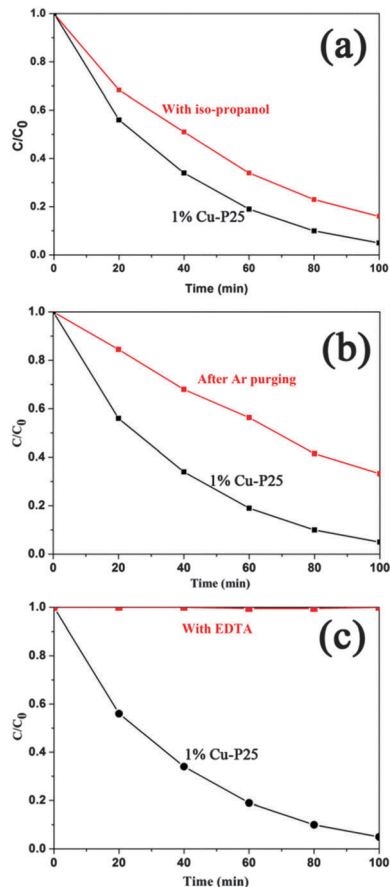 (a)
1.0
0.8
0.6
0.4
0.2
0.0
C/C0
With iso-propanol
1% Cu-P25
0 20 40 60 80 100
Time (min)
(b)
1.0
0.8
0.6
0.4
0.2
0.0
C/C0
After Ar purging
1% Cu-P25
0 20 40 60 80 100
Time (min)
(c)
1.0
0.8
0.6
0.4
0.2
0.0
C/C0
With EDTA
1% Cu-P25
0 20 40 60 80 100
Time (min)